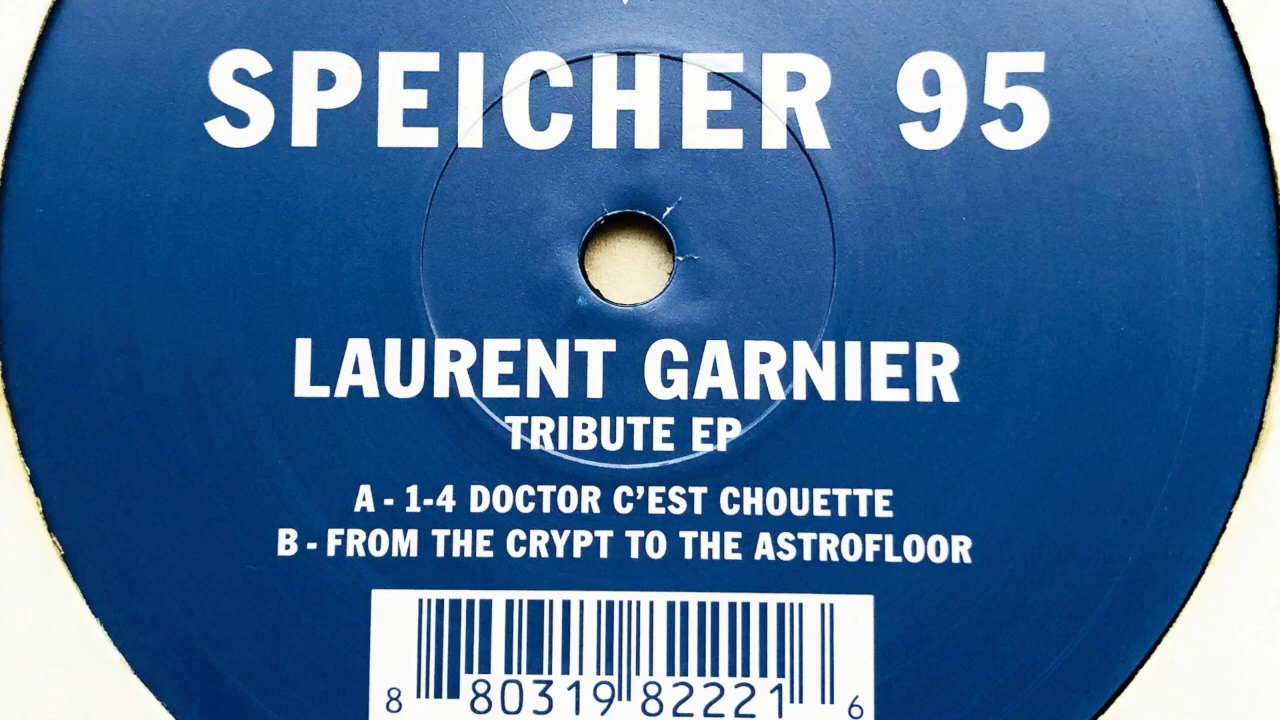 SPEICHER 95
LAURENT GARNIER
TRIBUTE EP
A - 1-4 DOCTOR C’EST CHOUETTE
B - FROM THE CRYPT TO THE ASTROFLOOR
8 80319 82221 6